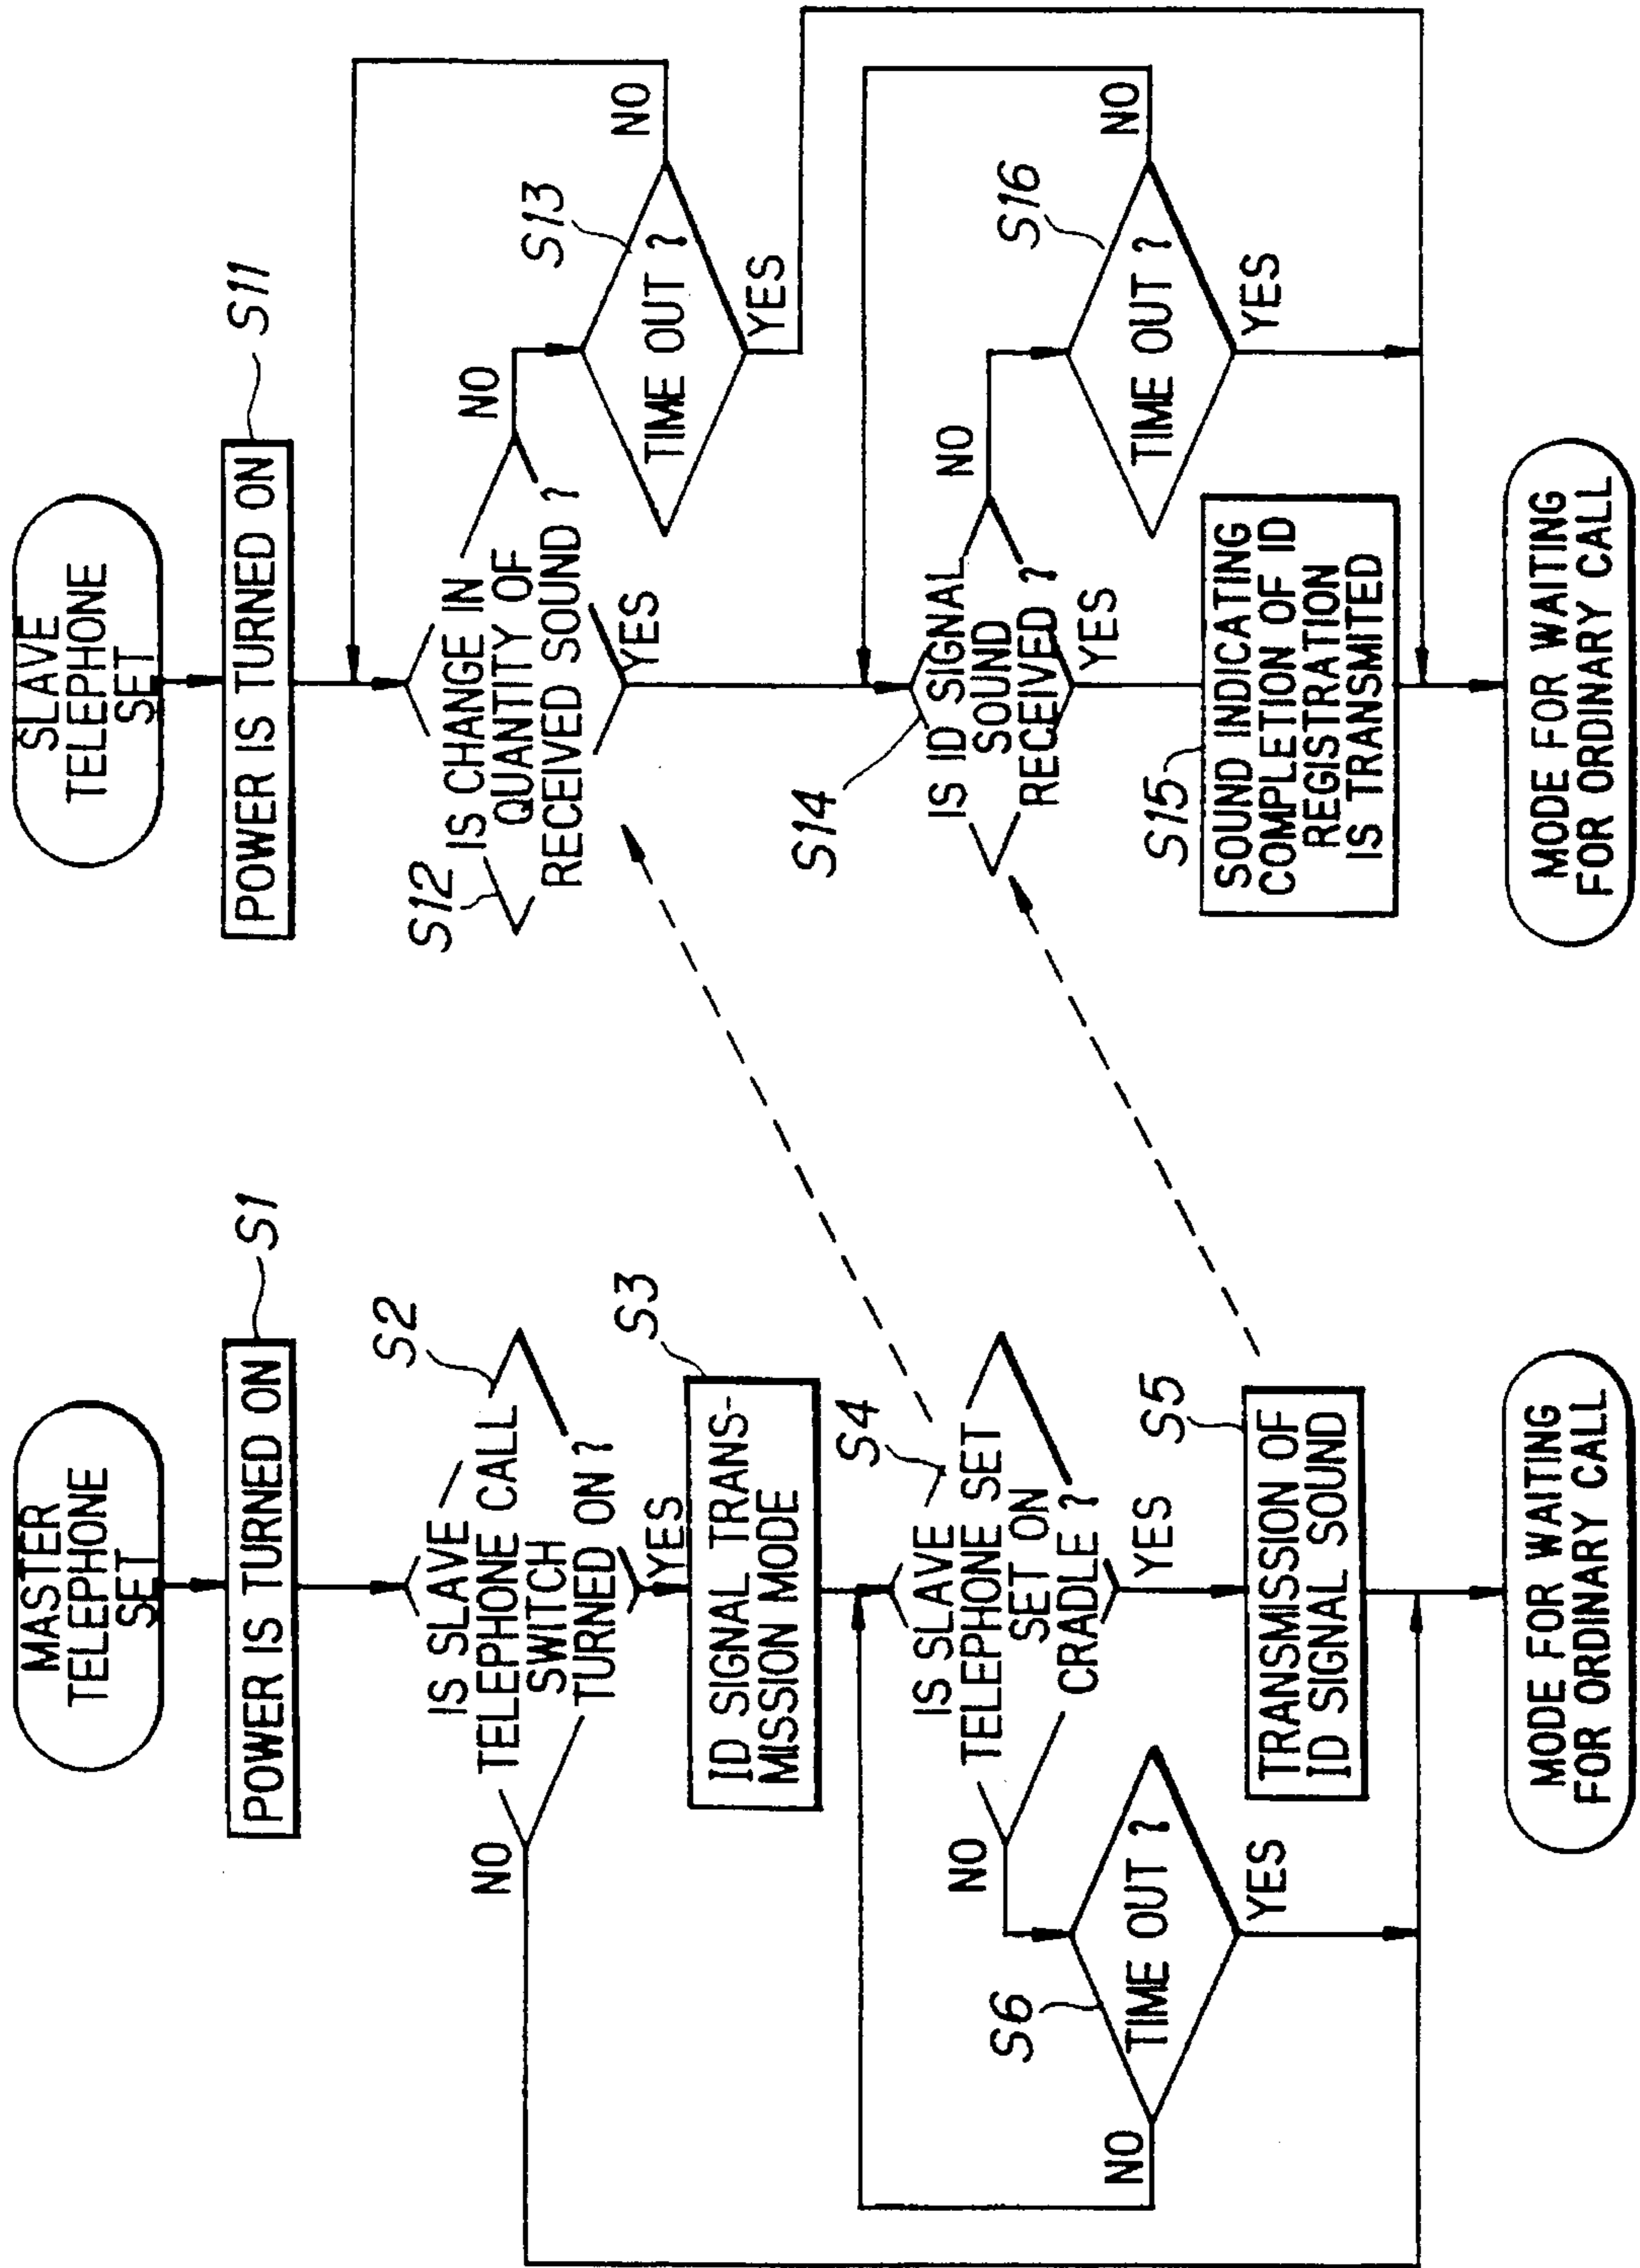 MASTER
TELEPHONE
SET
POWER IS TURNED ON
S1
IS SLAVE
TELEPHONE CALL
SWITCH
TURNED ON ?
S2
NO
YES
ID SIGNAL TRANS-
MISSION MODE
S3
IS SLAVE
TELEPHONE SET
SET ON
CRADLE ?
S4
NO
YES
S6
TIME OUT ?
NO
YES
TRANSMISSION OF
ID SIGNAL SOUND
S5
MODE FOR WAITING
FOR ORDINARY CALL
SLAVE
TELEPHONE
SET
POWER IS TURNED ON
S11
S12
IS CHANGE IN
QUANTITY OF
RECEIVED SOUND ?
NO
YES
S13
TIME OUT ?
NO
YES
S14
IS ID SIGNAL
SOUND
RECEIVED ?
NO
YES
S16
TIME OUT ?
NO
YES
S15
SOUND INDICATING
COMPLETION OF ID
REGISTRATION
IS TRANSMITED
MODE FOR WAITING
FOR ORDINARY CALL